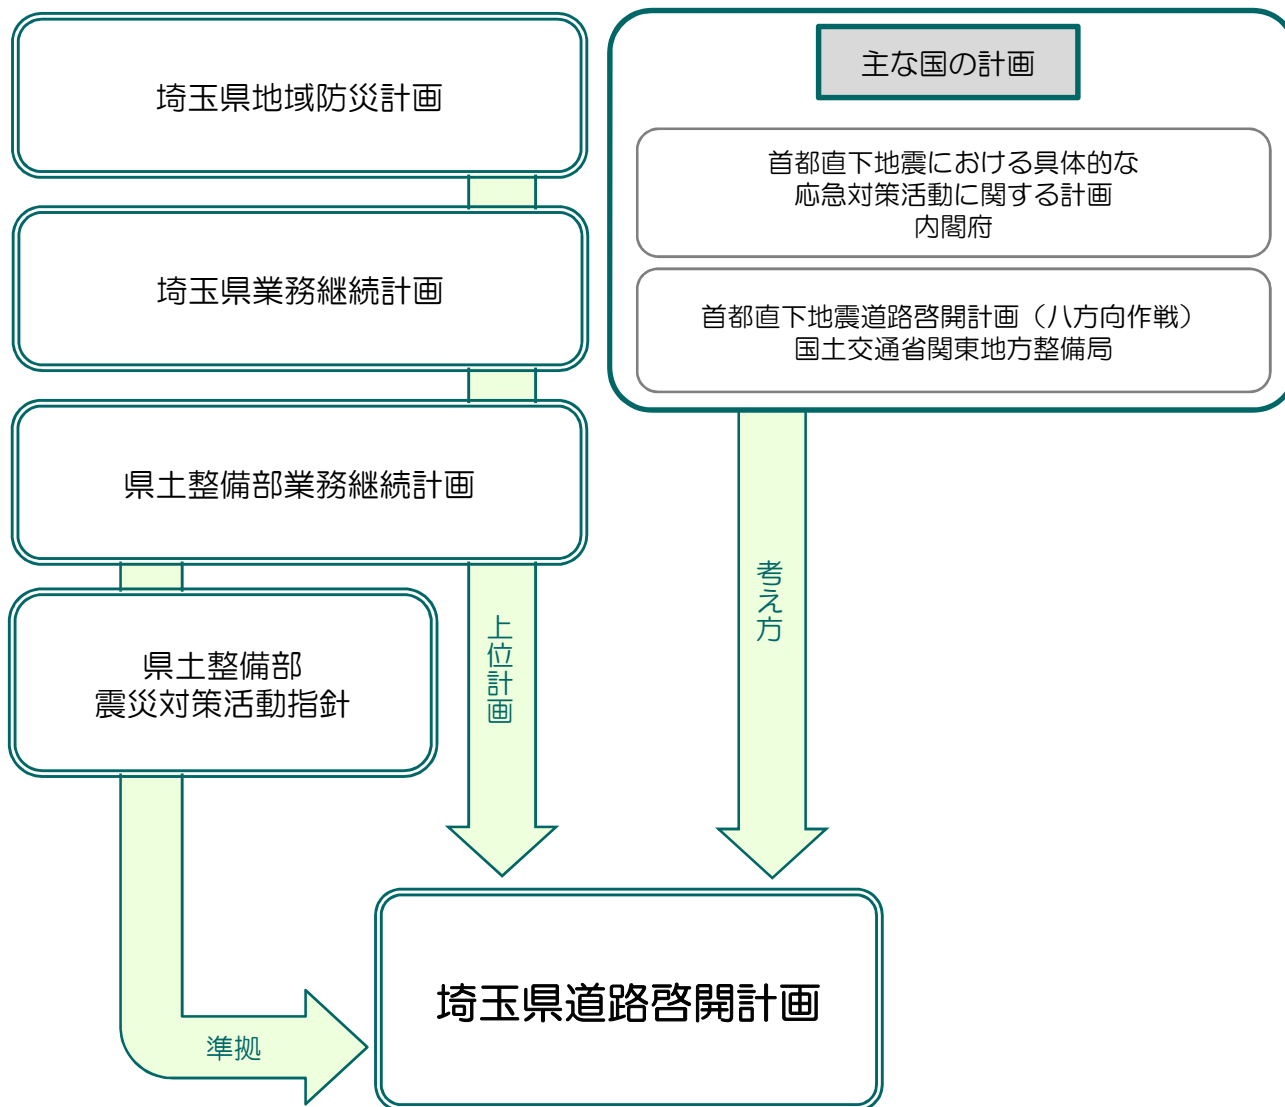 埼玉県地域防災計画
埼玉県業務継続計画
県土整備部業務継続計画
県土整備部
震災対策活動指針
上位計画
準拠
主な国の計画
首都直下地震における具体的な
応急対策活動に関する計画
内閣府
首都直下地震道路啓開計画（八方向作戦）
国土交通省関東地方整備局
考え方
埼玉県道路啓開計画